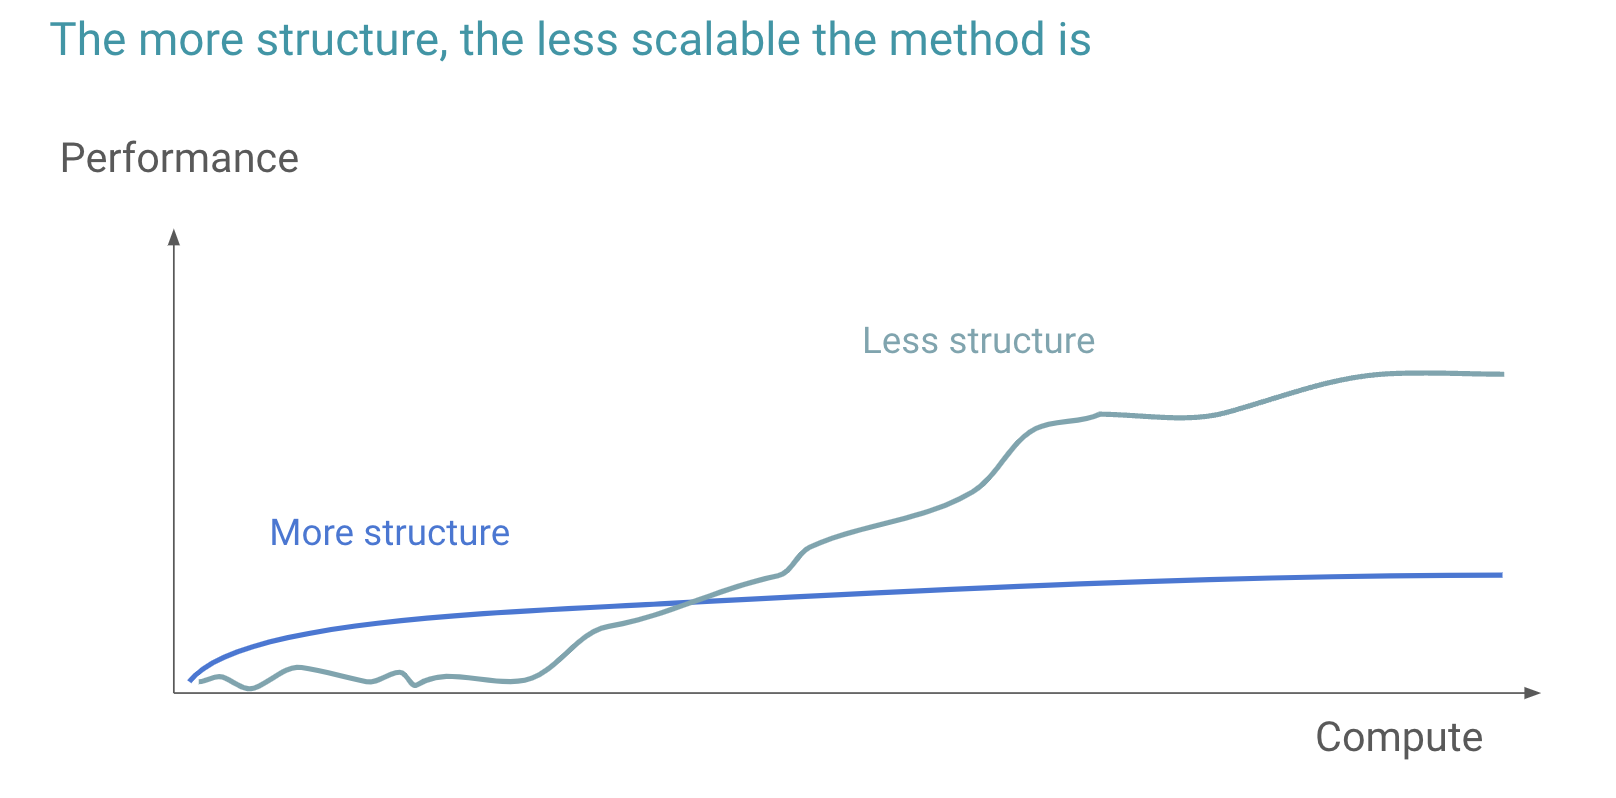 The more structure, the less scalable the method is
Performance
Less structure
More structure
Compute